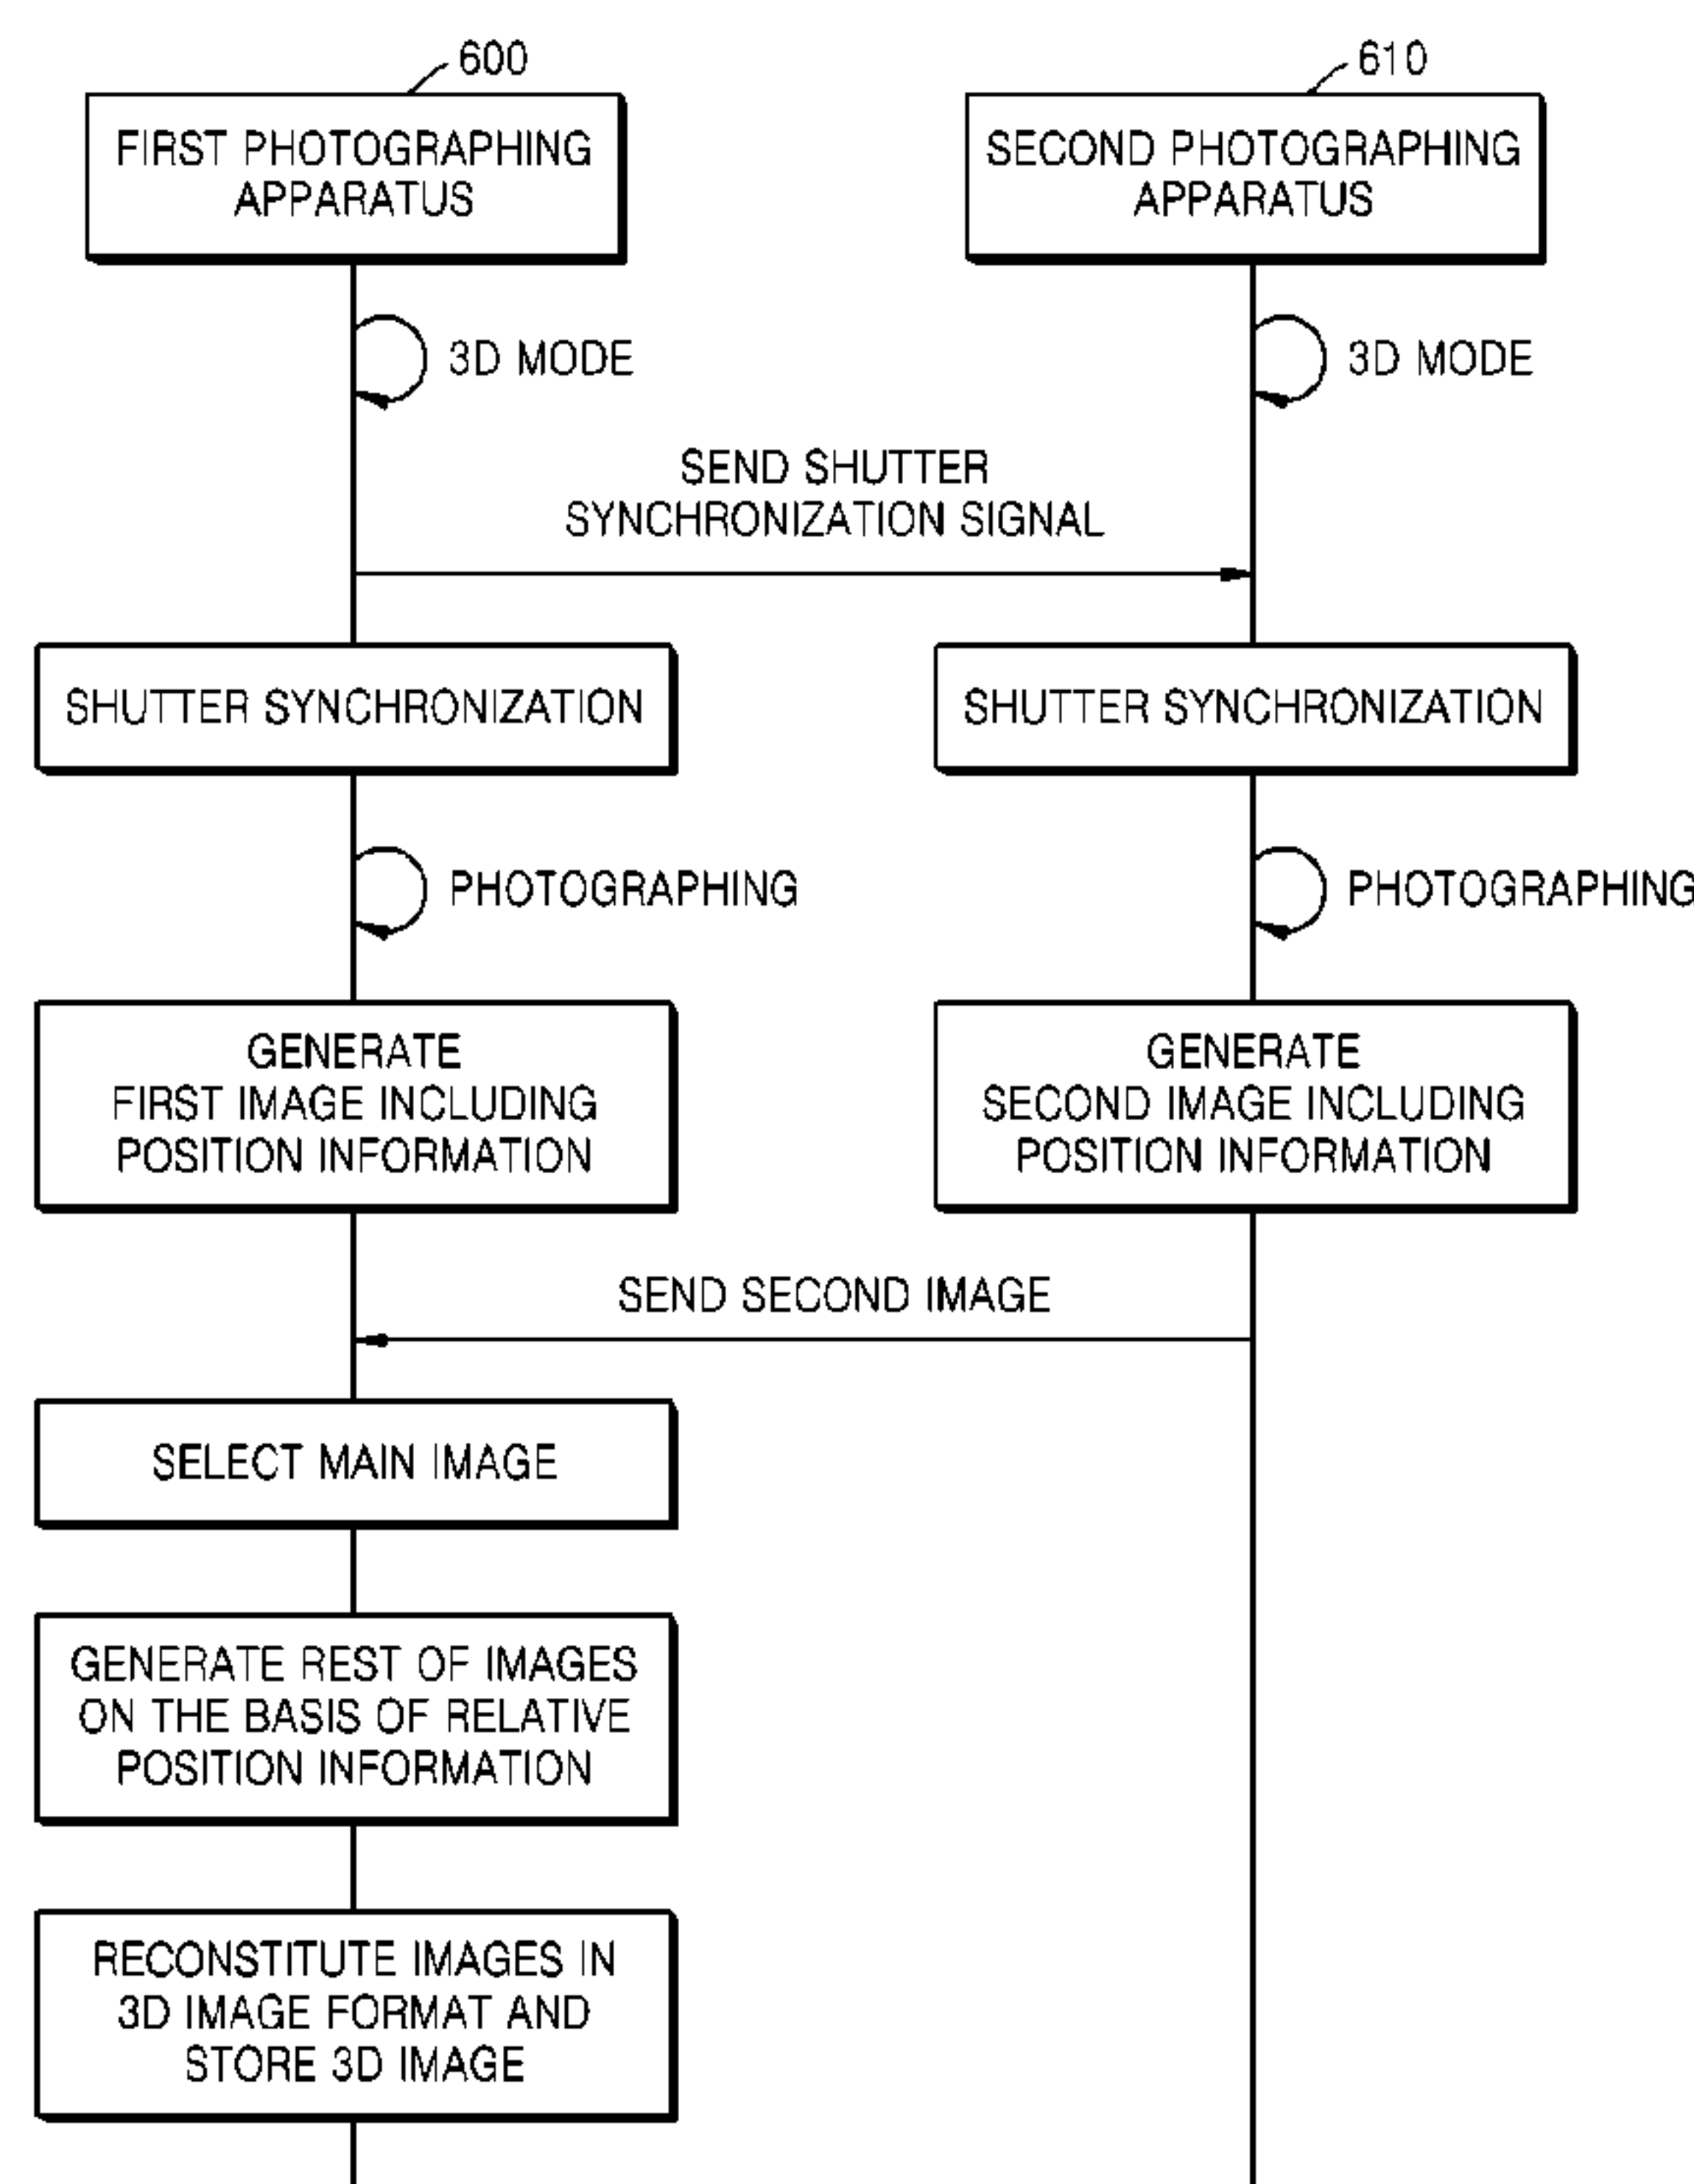 600
610
FIRST PHOTOGRAPHING
APPARATUS
SECOND PHOTOGRAPHING
APPARATUS
3D MODE
3D MODE
SEND SHUTTER
SYNCHRONIZATION SIGNAL
SHUTTER SYNCHRONIZATION
SHUTTER SYNCHRONIZATION
PHOTOGRAPHING
PHOTOGRAPHING
GENERATE
FIRST IMAGE INCLUDING
POSITION INFORMATION
GENERATE
SECOND IMAGE INCLUDING
POSITION INFORMATION
SEND SECOND IMAGE
SELECT MAIN IMAGE
GENERATE REST OF IMAGES
ON THE BASIS OF RELATIVE
POSITION INFORMATION
RECONSTITUTE IMAGES IN
3D IMAGE FORMAT AND
STORE 3D IMAGE